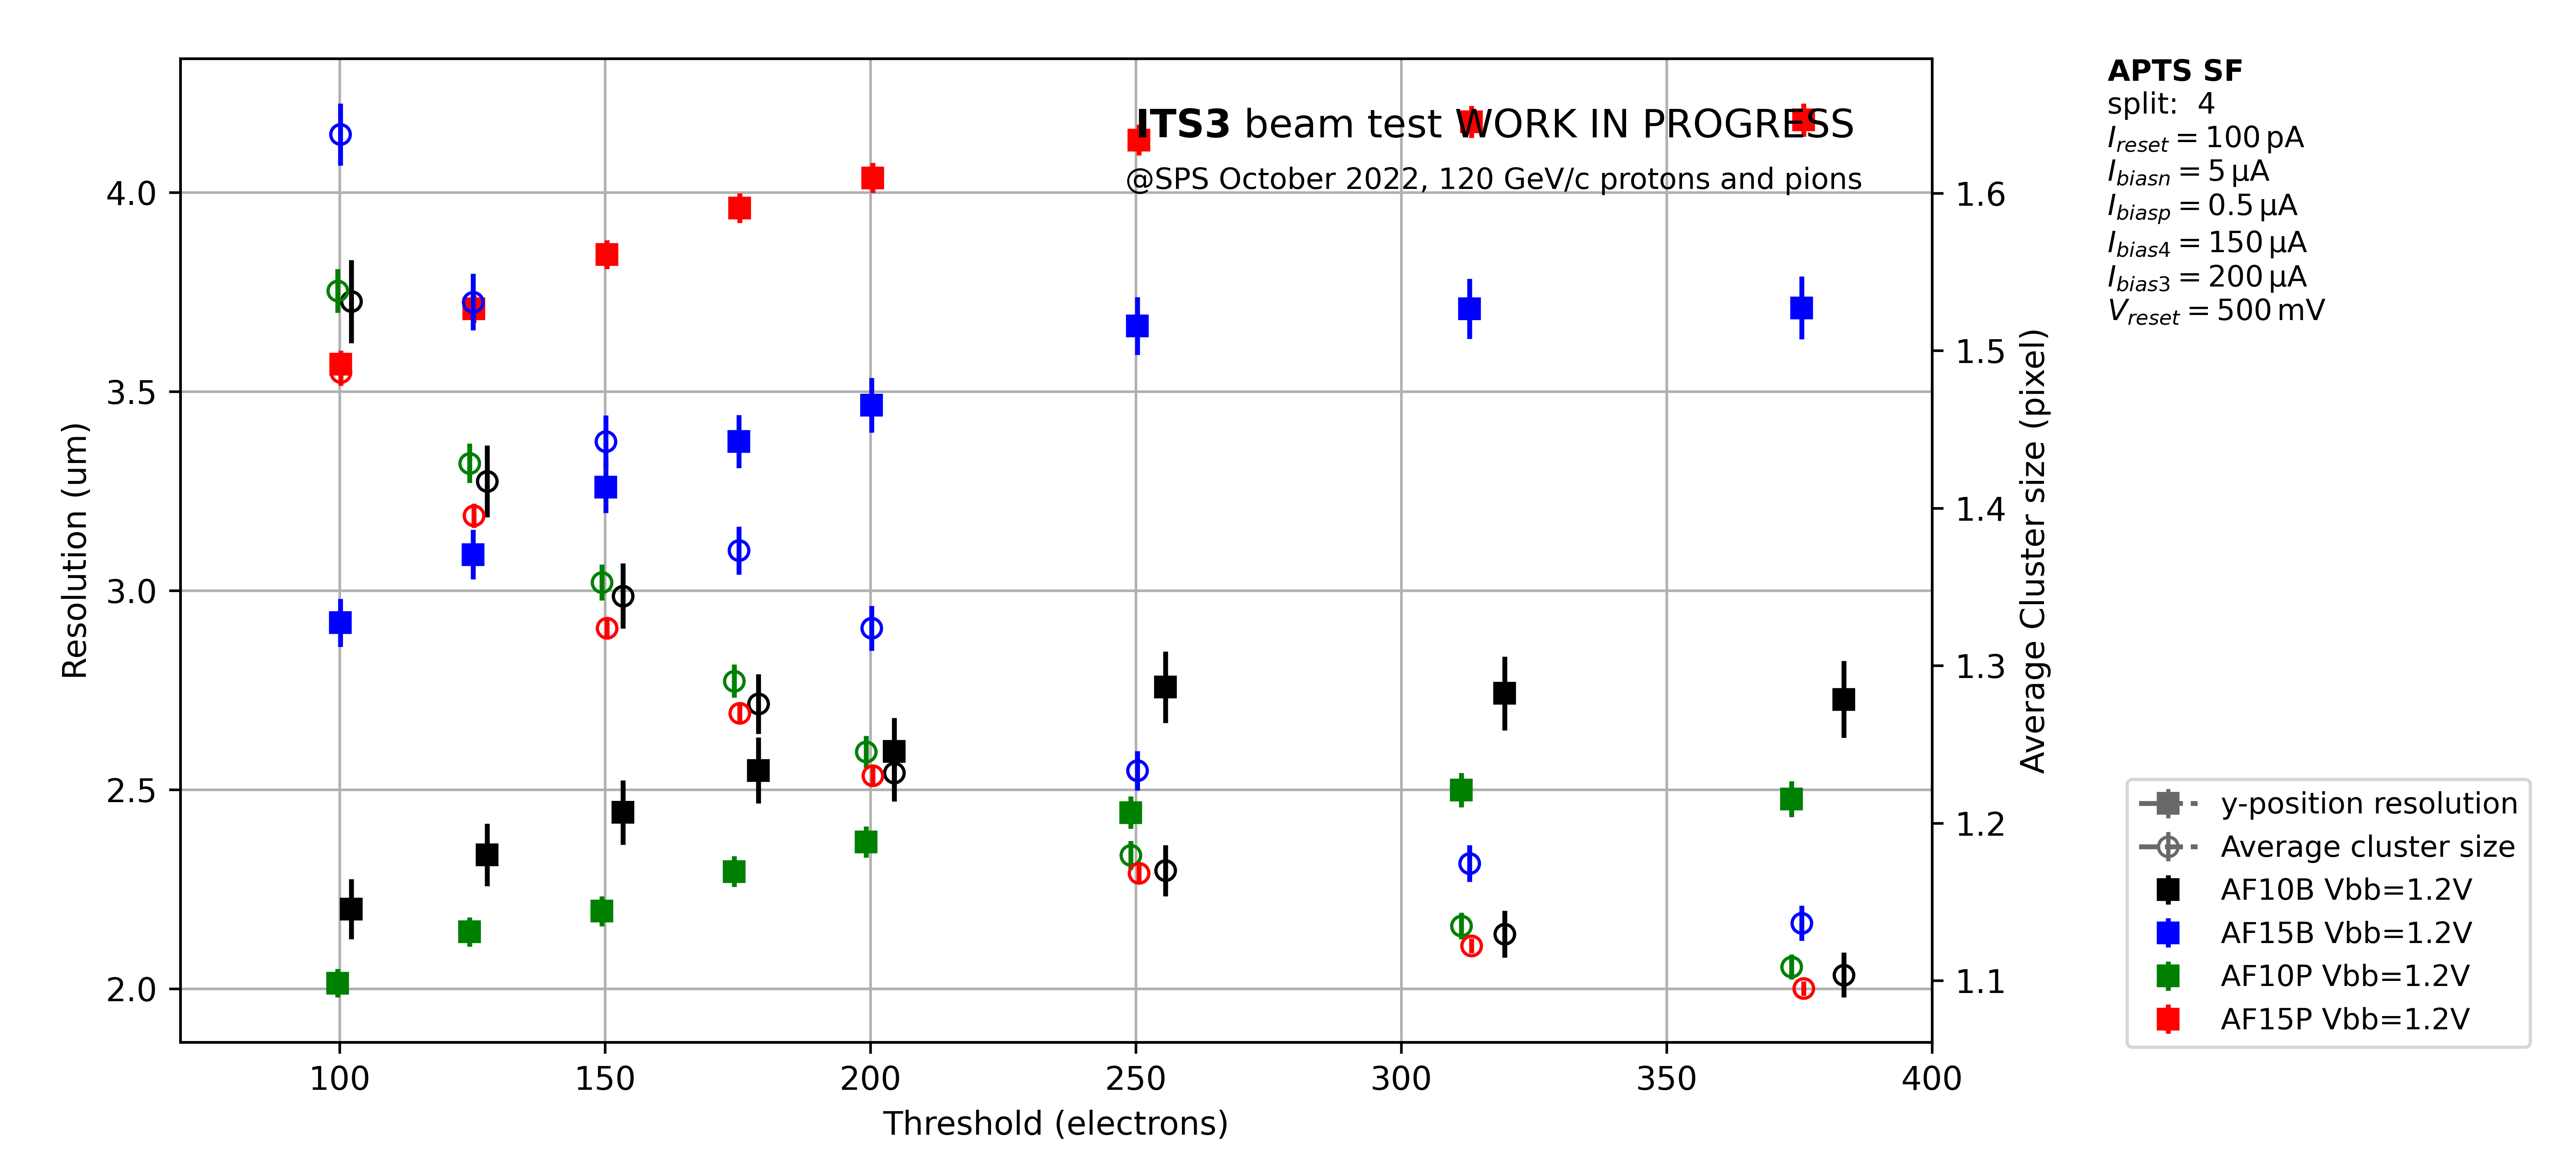 ITS3 beam test WORK IN PROGRESS
@SPS October 2022, 120 GeV/c protons and pions
Resolution (um)
4.0
3.5
3.0
2.5
2.0
100 150 200 250 300 350 400
Threshold (electrons)
1.6
1.5
1.4
1.3
1.2
1.1
Average Cluster size (pixel)
APTS SF
split: 4
I_reset = 100 pA
I_biasn = 5 μA
I_biasp = 0.5 μA
I_bias4 = 150 μA
I_bias3 = 200 μA
V_reset = 500 mV
y-position resolution
Average cluster size
AF10B Vbb=1.2V
AF15B Vbb=1.2V
AF10P Vbb=1.2V
AF15P Vbb=1.2V